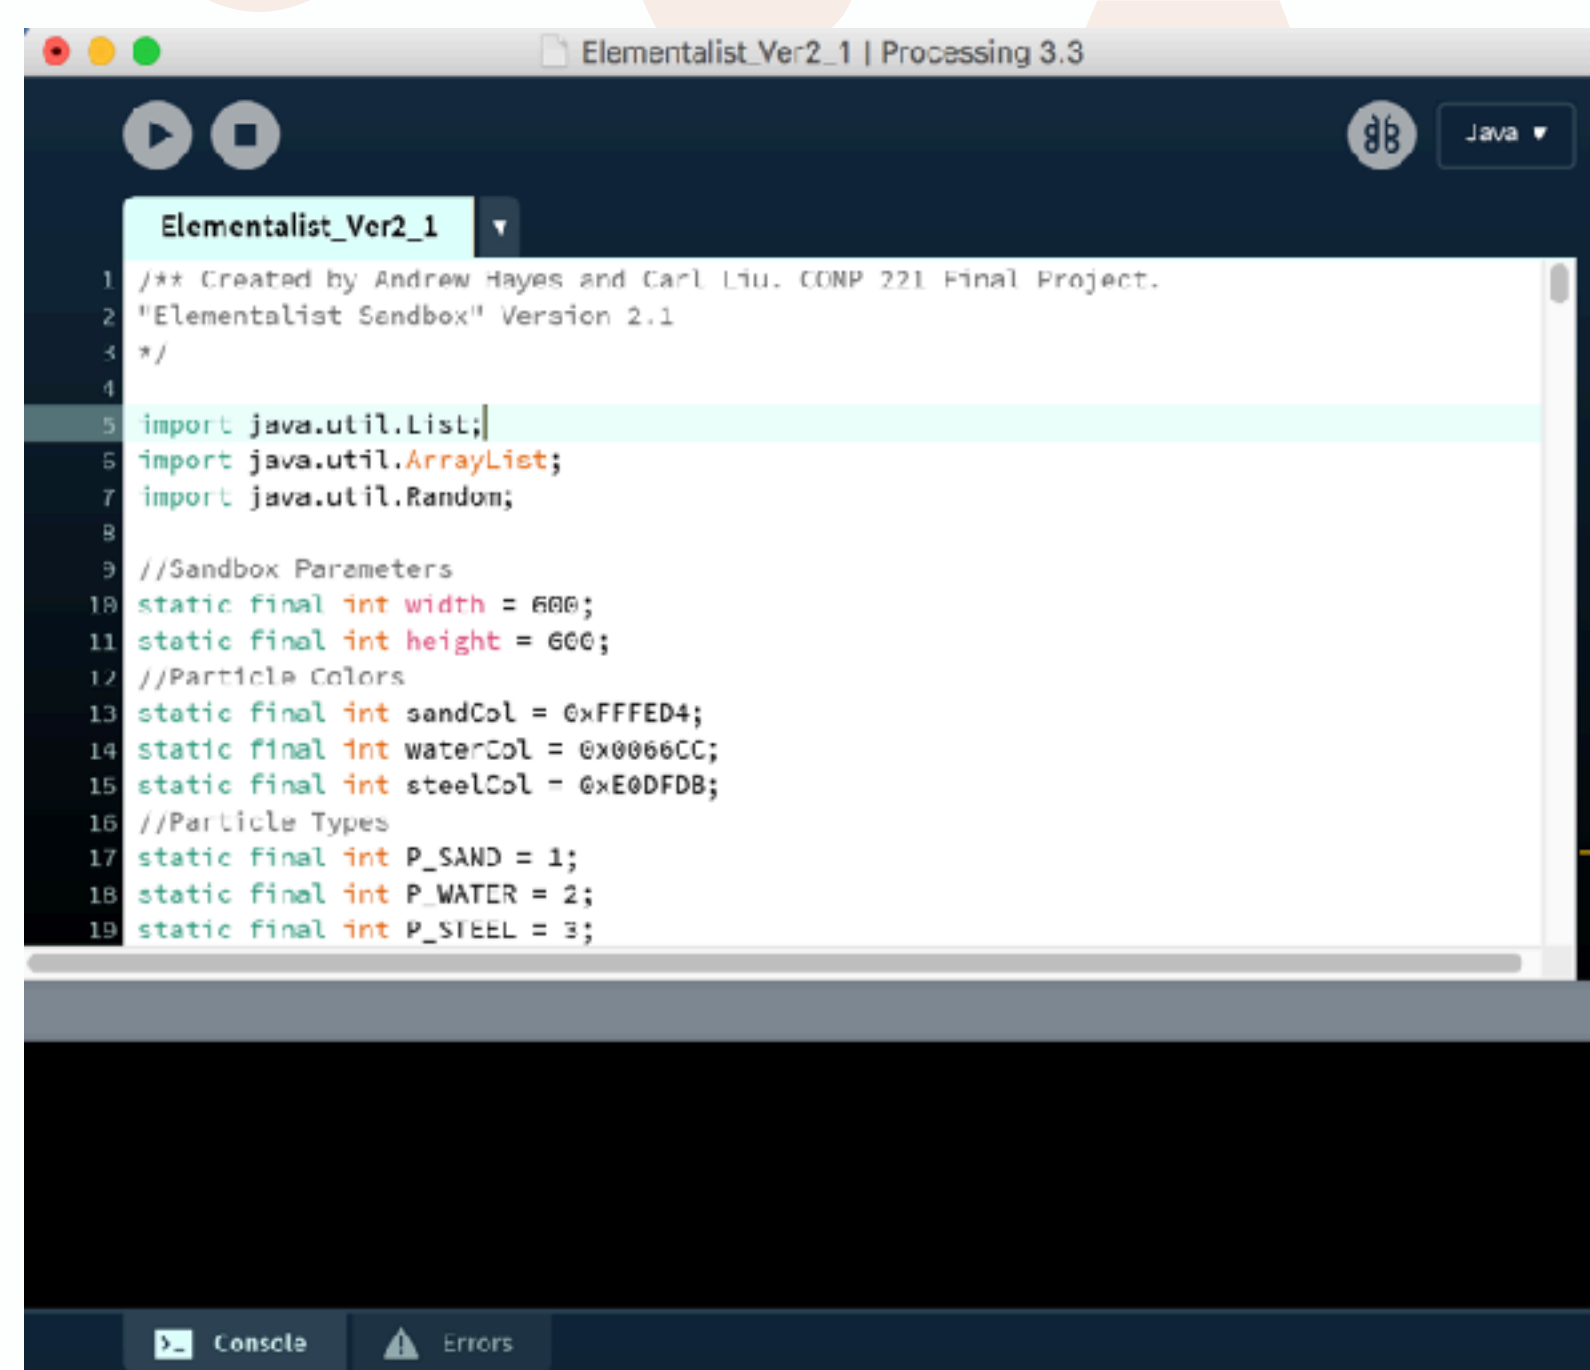 Elementalist_Ver2_1 | Processing 3.3
Java
Elementalist_Ver2_1
1 /** Created by Andrew Hayes and Carl Liu. COMP 221 Final Project.
2 "Elementalist Sandbox" Version 2.1
3 */
4
5 import java.util.List;
6 import java.util.ArrayList;
7 import java.util.Random;
8
9 //Sandbox Parameters
10 static final int width = 600;
11 static final int height = 600;
12 //Particle Colors
13 static final int sandCol = 0xFFFED4;
14 static final int waterCol = 0x0066CC;
15 static final int steelCol = 0xE0DFDB;
16 //Particle Types
17 static final int P_SAND = 1;
18 static final int P_WATER = 2;
19 static final int P_STEEL = 3;
>_ Console
Errors